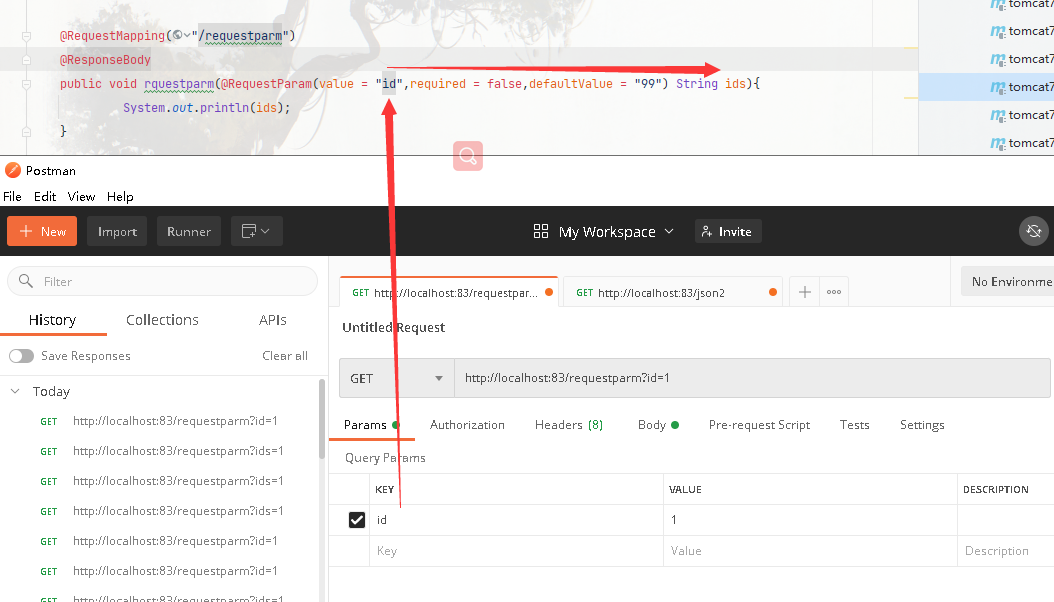 tomcat7
@RequestMapping("/requestparm")
tomcat7
@ResponseBody
tomcat7
public void rquestparm(@RequestParam(value = "id",required = false,defaultValue = "99") String ids){
tomcat7
System.out.println(ids);
tomcat7
}
tomcat7
Postman
File Edit View Help
New Import Runner My Workspace Invite
Filter
GET http://localhost:83/requestpar... GET http://localhost:83/json2
No Environme
History Collections APIs
Untitled Request
Save Responses Clear all
GET http://localhost:83/requestparm?id=1
Today
Params Authorization Headers (8) Body Pre-request Script Tests Settings
GET http://localhost:83/requestparm?id=1
GET http://localhost:83/requestparm?ids=1
Query Params
GET http://localhost:83/requestparm?ids=1
KEY VALUE DESCRIPTION
GET http://localhost:83/requestparm?ids=1
id 1
GET http://localhost:83/requestparm?id=1
Key Value Description
GET http://localhost:83/requestparm?id=1
GET http://localhost:83/requestparm?ids=1